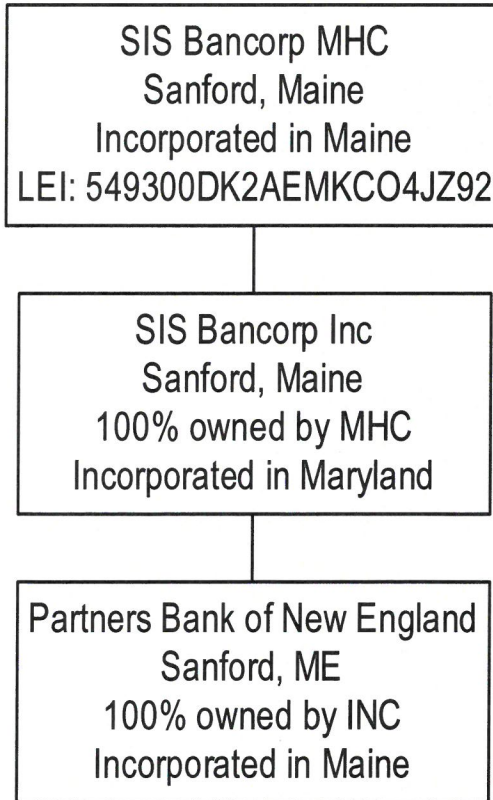 SIS Bancorp MHC
Sanford, Maine
Incorporated in Maine
LEI: 549300DK2AEMKCO4JZ92
SIS Bancorp Inc
Sanford, Maine
100% owned by MHC
Incorporated in Maryland
Partners Bank of New England
Sanford, ME
100% owned by INC
Incorporated in Maine